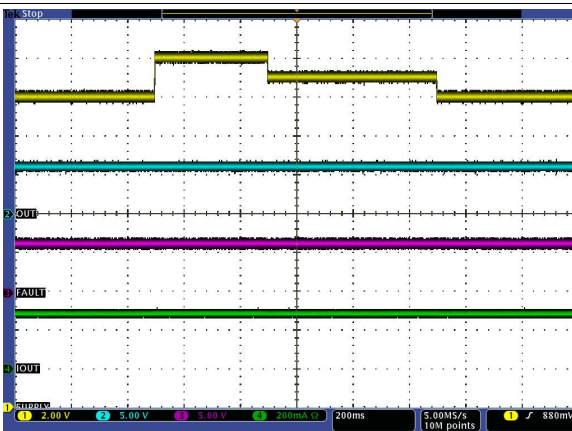 Tek Stop
2 OUT
3 FAULT
4 IOUT
1 SUPPLY
1 2.00 V 2 5.00 V 3 5.00 V 4 200mA Ω 200ms 5.00MS/s 1 880mV
10M points